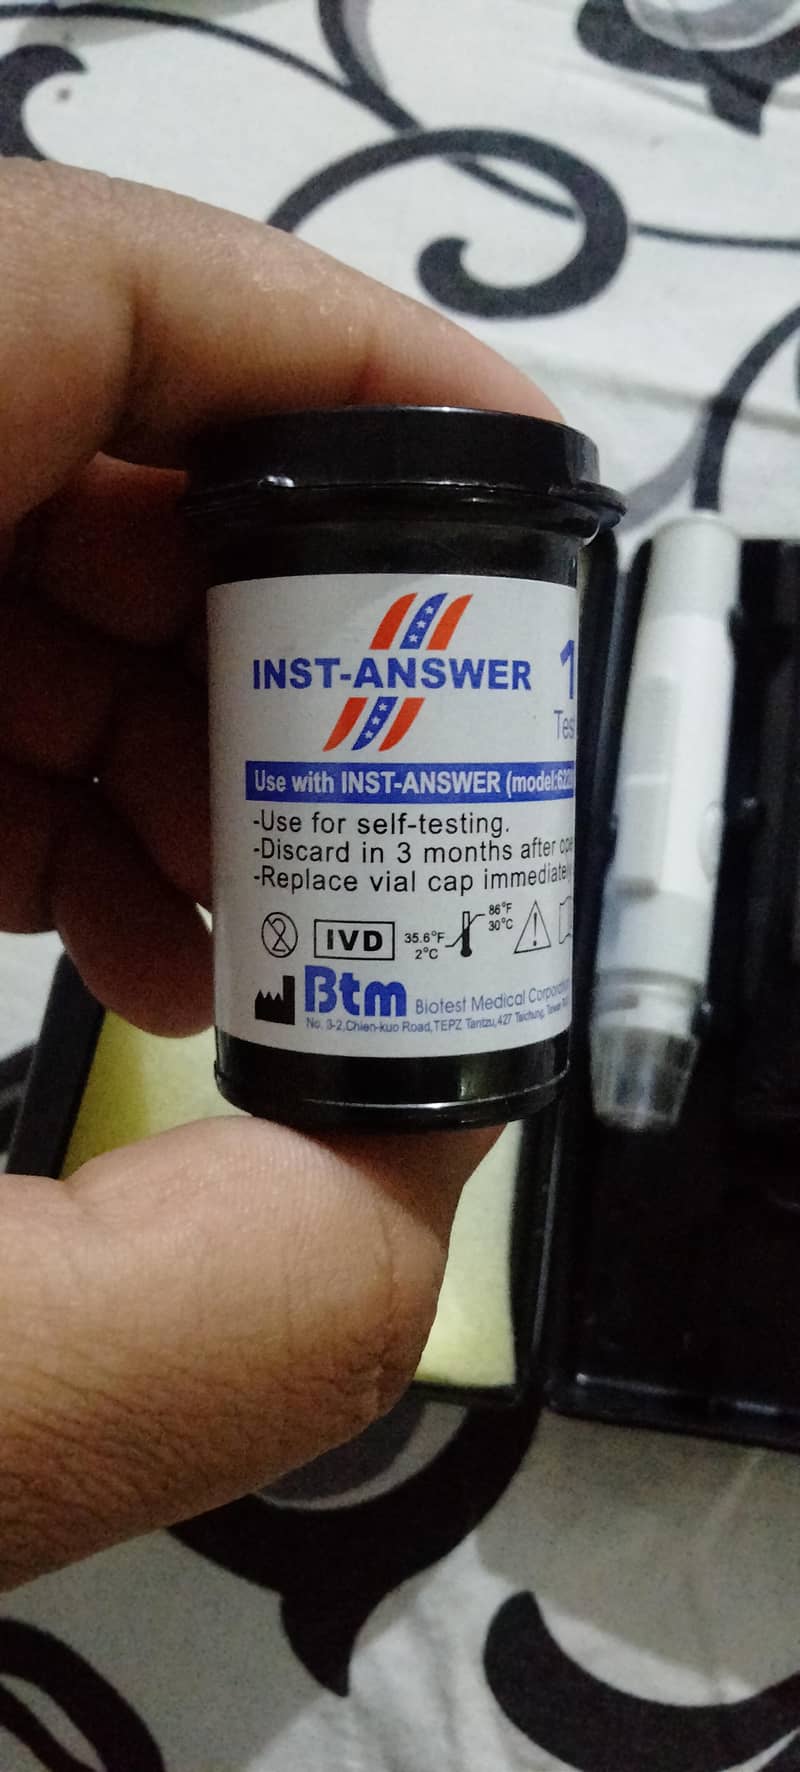 INST-ANSWER
Use with INST-ANSWER (model:
-Use for self-testing.
-Discard in 3 months after
-Replace vial cap immediately
2
IVD
35.6°F
2°C
86°F
30°C
Btm Biotest Medical
No. 3-2,Chien-kuo Road,TEPZ Tantzu,427 Taichung,